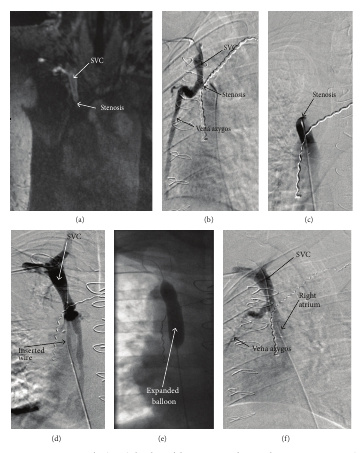 SVC
Stenosis
(a)
SVC
Stenosis
Vena azygos
(b)
Stenosis
(c)
SVC
Inserted
wire
(d)
Expanded
balloon
(e)
SVC
Right
atrium
Vena azygos
(f)